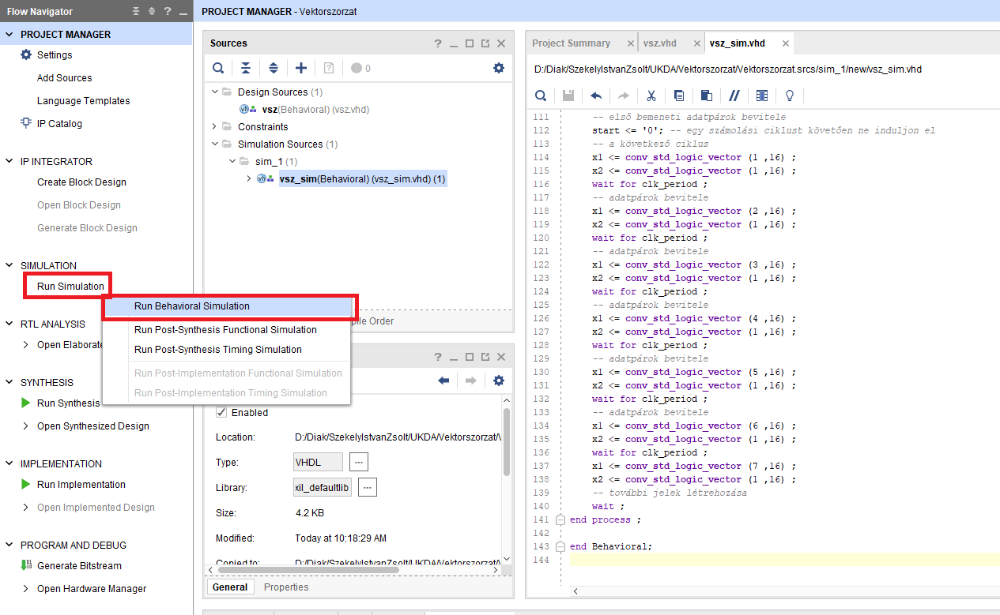 Flow Navigator
PROJECT MANAGER
Settings
Add Sources
Language Templates
IP Catalog
IP INTEGRATOR
Create Block Design
Open Block Design
Generate Block Design
SIMULATION
Run Simulation
Run Behavioral Simulation
Run Post-Synthesis Functional Simulation
Run Post-Synthesis Timing Simulation
Run Post-Implementation Functional Simulation
Run Post-Implementation Timing Simulation
RTL ANALYSIS
Open Elaborate
SYNTHESIS
Run Synthesis
Open Synthesized Design
IMPLEMENTATION
Run Implementation
Open Implemented Design
PROGRAM AND DEBUG
Generate Bitstream
Open Hardware Manager
PROJECT MANAGER - Vektorszorzat
Sources
0
Design Sources (1)
vsz(Behavioral) (vsz.vhd)
Constraints
Simulation Sources (1)
sim_1 (1)
vsz_sim(Behavioral) (vsz_sim.vhd) (1)
Order
Enabled
Location: D:/Diak/SzekelyIstvanZsolt/UKDA/Vektorszorzat/V
Type: VHDL
Library: xil_defaultlib
Size: 4.2 KB
Modified: Today at 10:18:29 AM
Copied to: D:/Diak/SzekelyIstvanZsolt/UKDA/Vektorszorzat/V
General Properties
Project Summary vsz.vhd vsz_sim.vhd
D:/Diak/SzekelyIstvanZsolt/UKDA/Vektorszorzat/Vektorszorzat.srcs/sim_1/new/vsz_sim.vhd
111 -- első bemeneti adatpárok bevitele
112 start <= '0'; -- egy számolási ciklust követően ne induljon el
113 -- a következő ciklus
114 x1 <= conv_std_logic_vector (1 ,16) ;
115 x2 <= conv_std_logic_vector (1 ,16) ;
116 wait for clk_period ;
117 -- adatpárok bevitele
118 x1 <= conv_std_logic_vector (2 ,16) ;
119 x2 <= conv_std_logic_vector (1 ,16) ;
120 wait for clk_period ;
121 -- adatpárok bevitele
122 x1 <= conv_std_logic_vector (3 ,16) ;
123 x2 <= conv_std_logic_vector (1 ,16) ;
124 wait for clk_period ;
125 -- adatpárok bevitele
126 x1 <= conv_std_logic_vector (4 ,16) ;
127 x2 <= conv_std_logic_vector (1 ,16) ;
128 wait for clk_period ;
129 -- adatpárok bevitele
130 x1 <= conv_std_logic_vector (5 ,16) ;
131 x2 <= conv_std_logic_vector (1 ,16) ;
132 wait for clk_period ;
133 -- adatpárok bevitele
134 x1 <= conv_std_logic_vector (6 ,16) ;
135 x2 <= conv_std_logic_vector (1 ,16) ;
136 wait for clk_period ;
137 x1 <= conv_std_logic_vector (7 ,16) ;
138 x2 <= conv_std_logic_vector (1 ,16) ;
139 -- további jelek létrehozása
140 wait ;
141 end process ;
142
143 end Behavioral;
144